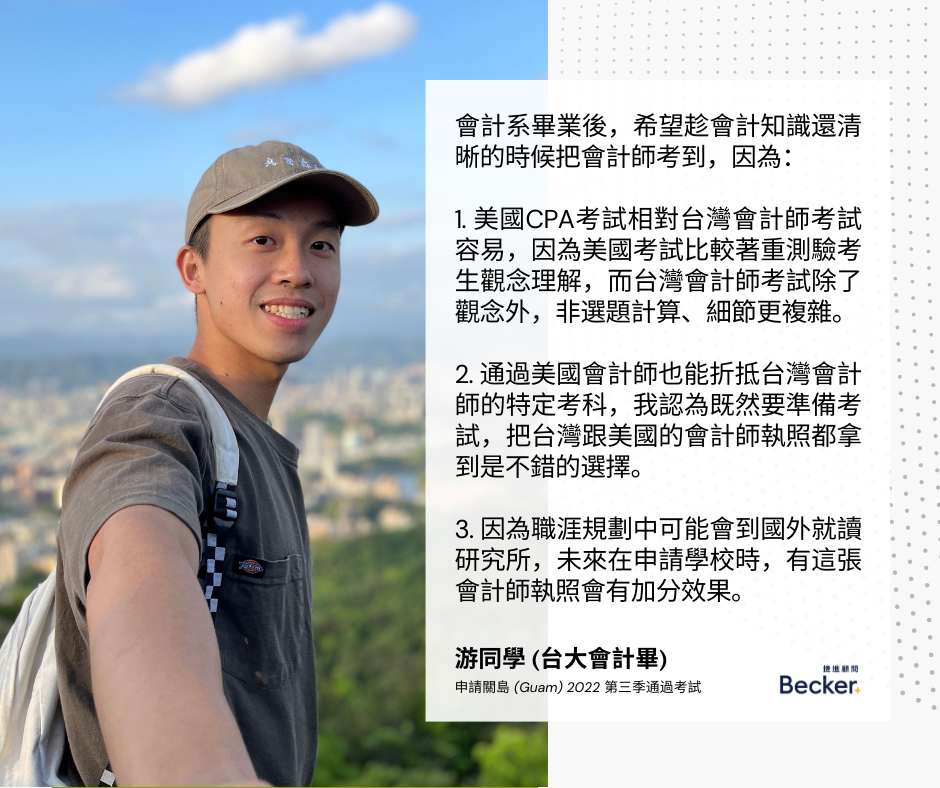 會計系畢業後，希望趁會計知識還清
晰的時候把會計師考到，因為：
1. 美國CPA考試相對台灣會計師考試
容易，因為美國考試比較著重測驗考
生觀念理解，而台灣會計師考試除了
觀念外，非選題計算、細節更複雜。
2. 通過美國會計師也能折抵台灣會計
師的特定考科，我認為既然要準備考
試，把台灣跟美國的會計師執照都拿
到是不錯的選擇。
3. 因為職涯規劃中可能會到國外就讀
研究所，未來在申請學校時，有這張
會計師執照會有加分效果。
游同學 (台大會計畢)
申請關島 (Guam) 2022 第三季通過考試
捷進顧問
Becker
Dickies